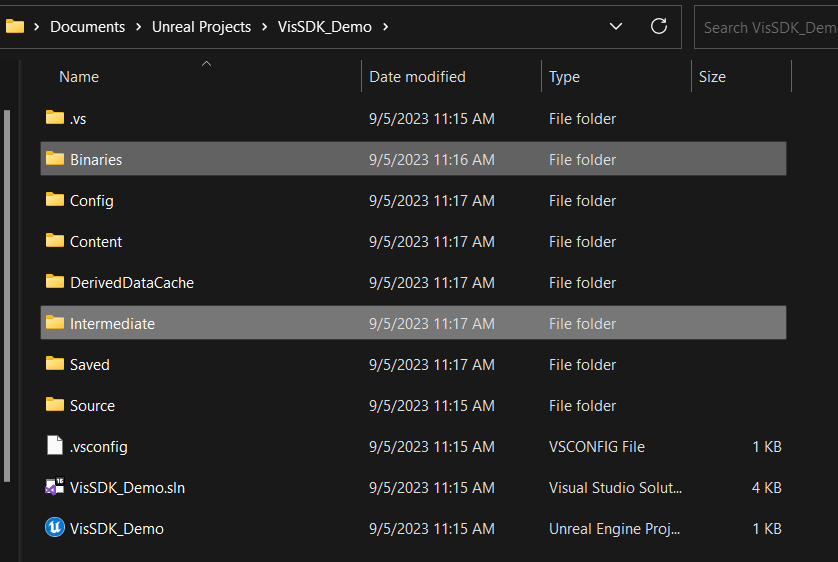 Documents > Unreal Projects > VisSDK_Demo >
Search VisSDK_Dem
Name Date modified Type Size
.vs 9/5/2023 11:15 AM File folder
Binaries 9/5/2023 11:16 AM File folder
Config 9/5/2023 11:17 AM File folder
Content 9/5/2023 11:17 AM File folder
DerivedDataCache 9/5/2023 11:17 AM File folder
Intermediate 9/5/2023 11:17 AM File folder
Saved 9/5/2023 11:17 AM File folder
Source 9/5/2023 11:15 AM File folder
.vsconfig 9/5/2023 11:15 AM VSCONFIG File 1 KB
VisSDK_Demo.sln 9/5/2023 11:15 AM Visual Studio Solut... 4 KB
VisSDK_Demo 9/5/2023 11:15 AM Unreal Engine Proj... 1 KB